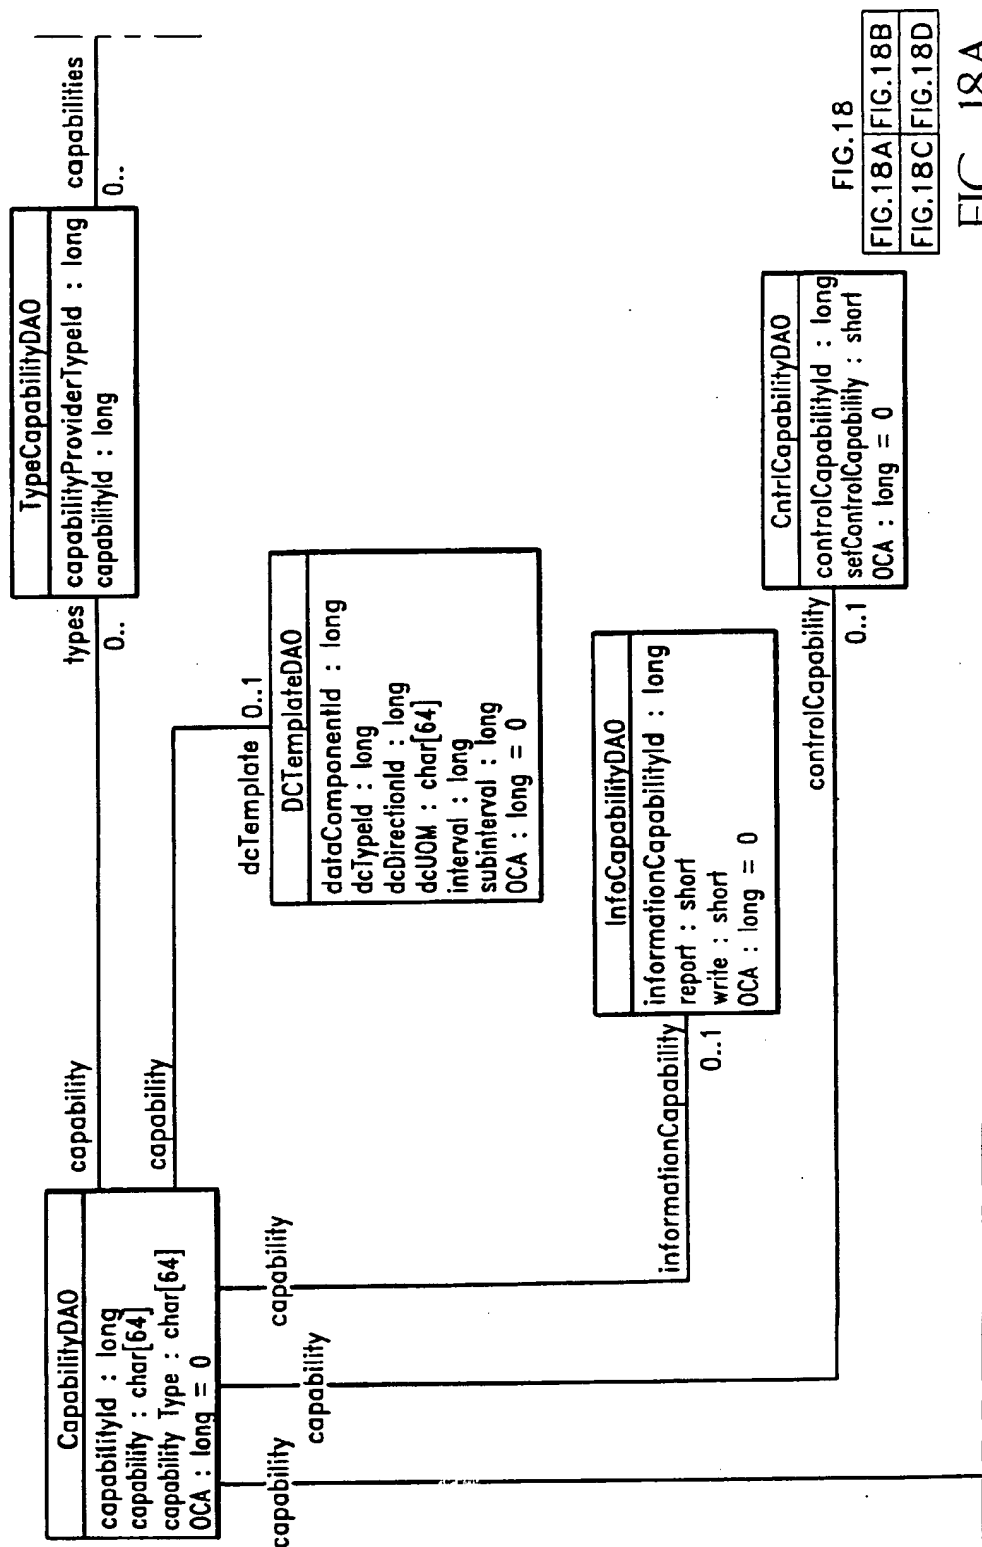 CapabilityDAO
capabilityId : long
capability : char[64]
capability Type : char[64]
OCA : long = 0
capability
types
0..
TypeCapabilityDAO
capabilityProviderTypeId : long
capabilityId : long
capabilities
0..
capability
dcTemplate
0..1
DCTemplateDAO
dataComponentId : long
dcTypeId : long
dcDirectionId : long
dcUOM : char[64]
interval : long
subinterval : long
OCA : long = 0
capability
informationCapability
0..1
InfoCapabilityDAO
informationCapabilityId : long
report : short
write : short
OCA : long = 0
capability
controlCapability
0..1
CntrlCapabilityDAO
controlCapabilityId : long
setControlCapability : short
OCA : long = 0
capability
FIG.18
FIG.18A FIG.18B
FIG.18C FIG.18D
FIG. 18A